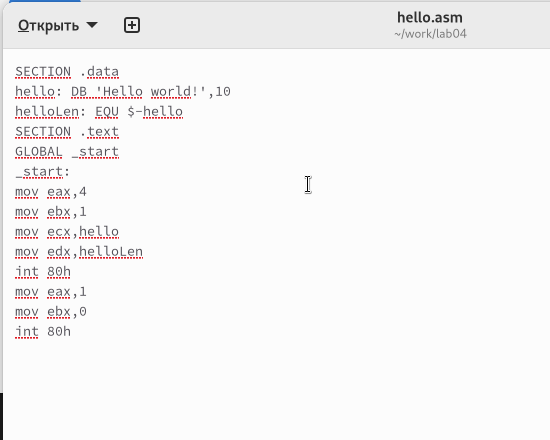 Открыть
hello.asm
~/work/lab04
SECTION .data
hello: DB 'Hello world!',10
helloLen: EQU $-hello
SECTION .text
GLOBAL _start
_start:
mov eax,4
mov ebx,1
mov ecx,hello
mov edx,helloLen
int 80h
mov eax,1
mov ebx,0
int 80h